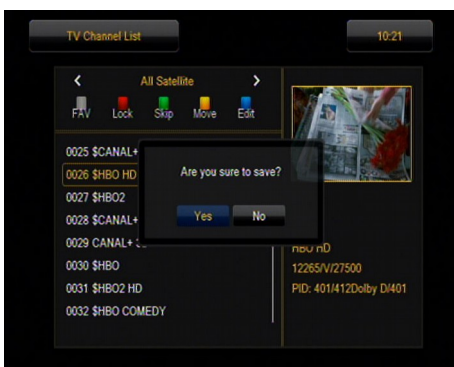 TV Channel List
10:21
All Satellite
FAV Lock Skip Move Edit
0025 $CANAL+
0026 $HBO HD
0027 $HBO2
0028 $CANAL+
0029 CANAL+
0030 $HBO
0031 $HBO2 HD
0032 $HBO COMEDY
Are you sure to save?
Yes No
HBO HD
12265/V/27500
PID: 401/412Dolby D/401